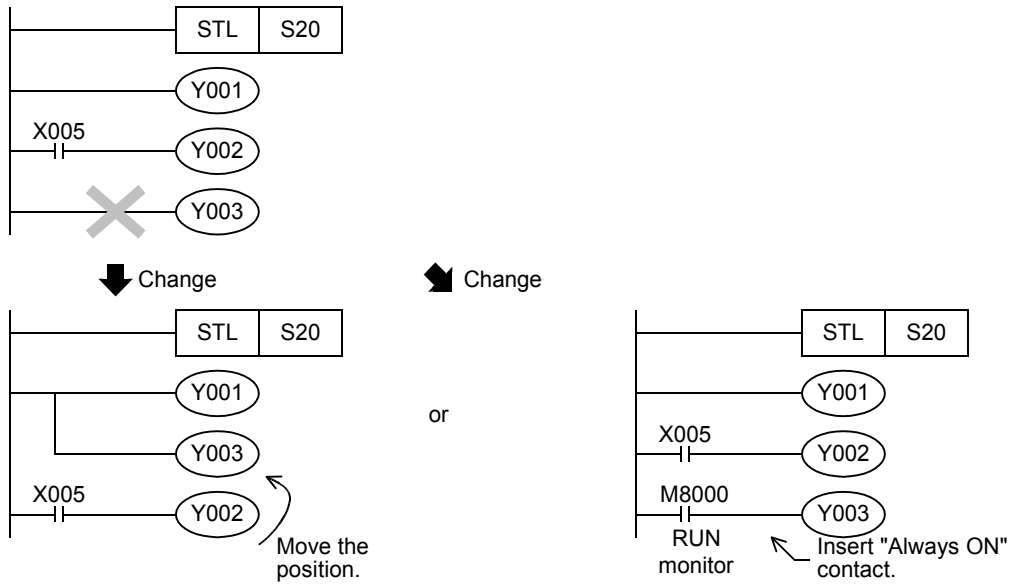 STL S20
Y001
X005
Y002
Y003
Change
Change
STL S20
Y001
Y003
X005
Y002
Move the
position.
or
STL S20
Y001
X005
Y002
M8000
Y003
RUN
monitor
Insert "Always ON"
contact.